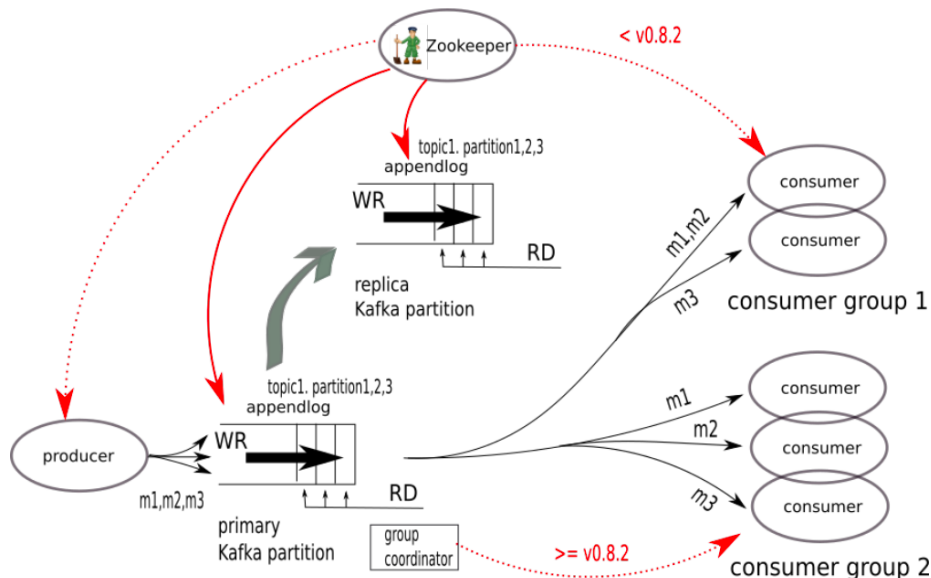 Zookeeper
< v0.8.2
topic1. partition1,2,3
appendlog
WR
RD
replica
Kafka partition
consumer
consumer
m1,m2
m3
consumer group 1
topic1. partition1,2,3
appendlog
WR
RD
producer
m1,m2,m3
primary
Kafka partition
group
coordinator
m1
m2
m3
consumer
consumer
consumer
>= v0.8.2
consumer group 2